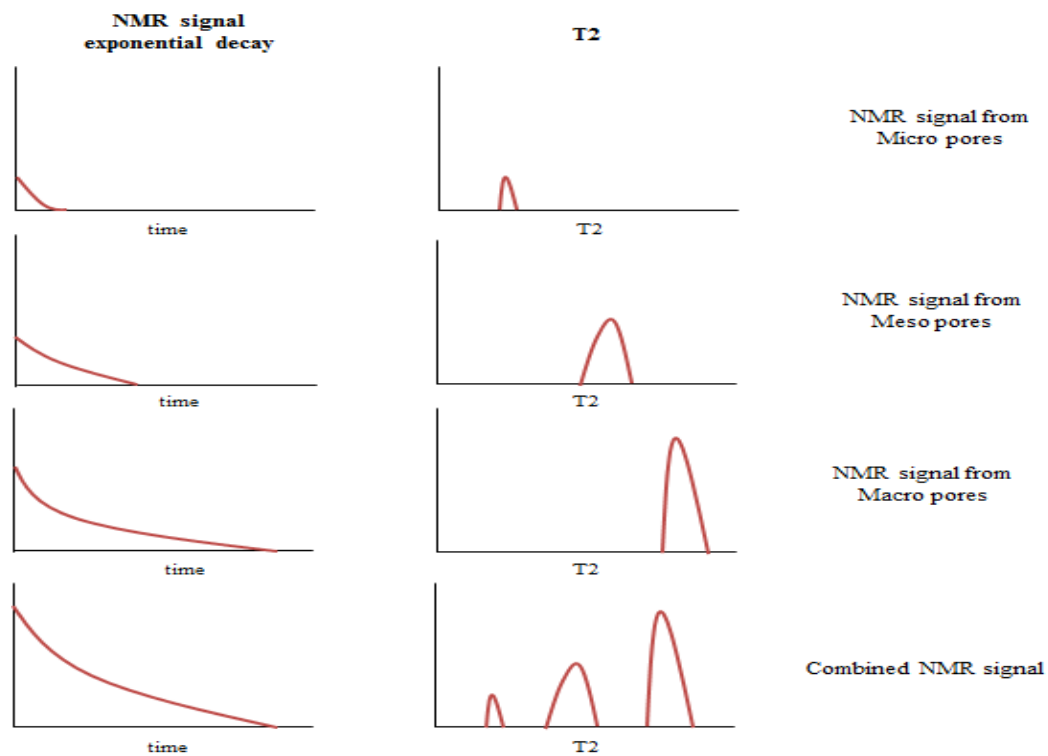 NMR signal
exponential decay
T2
NMR signal from
Micro pores
time
T2
NMR signal from
Meso pores
time
T2
NMR signal from
Macro pores
time
T2
Combined NMR signal
time
T2